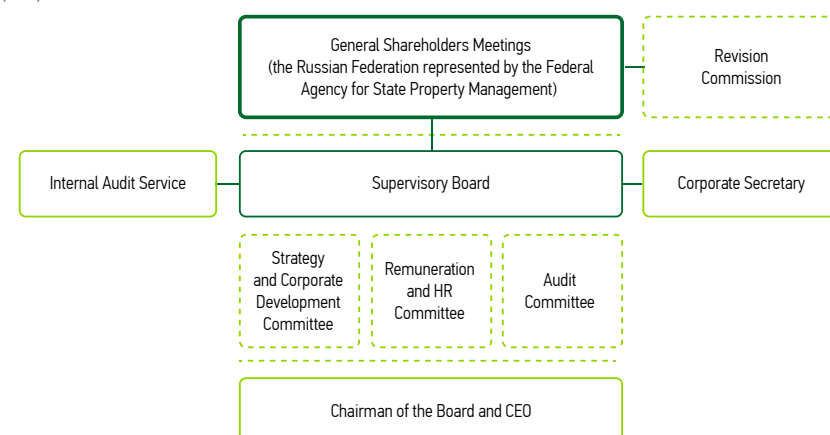 General Shareholders Meetings
(the Russian Federation represented by the Federal
Agency for State Property Management)
Revision
Commission
Internal Audit Service
Supervisory Board
Corporate Secretary
Strategy
and Corporate
Development
Committee
Remuneration
and HR
Committee
Audit
Committee
Chairman of the Board and CEO